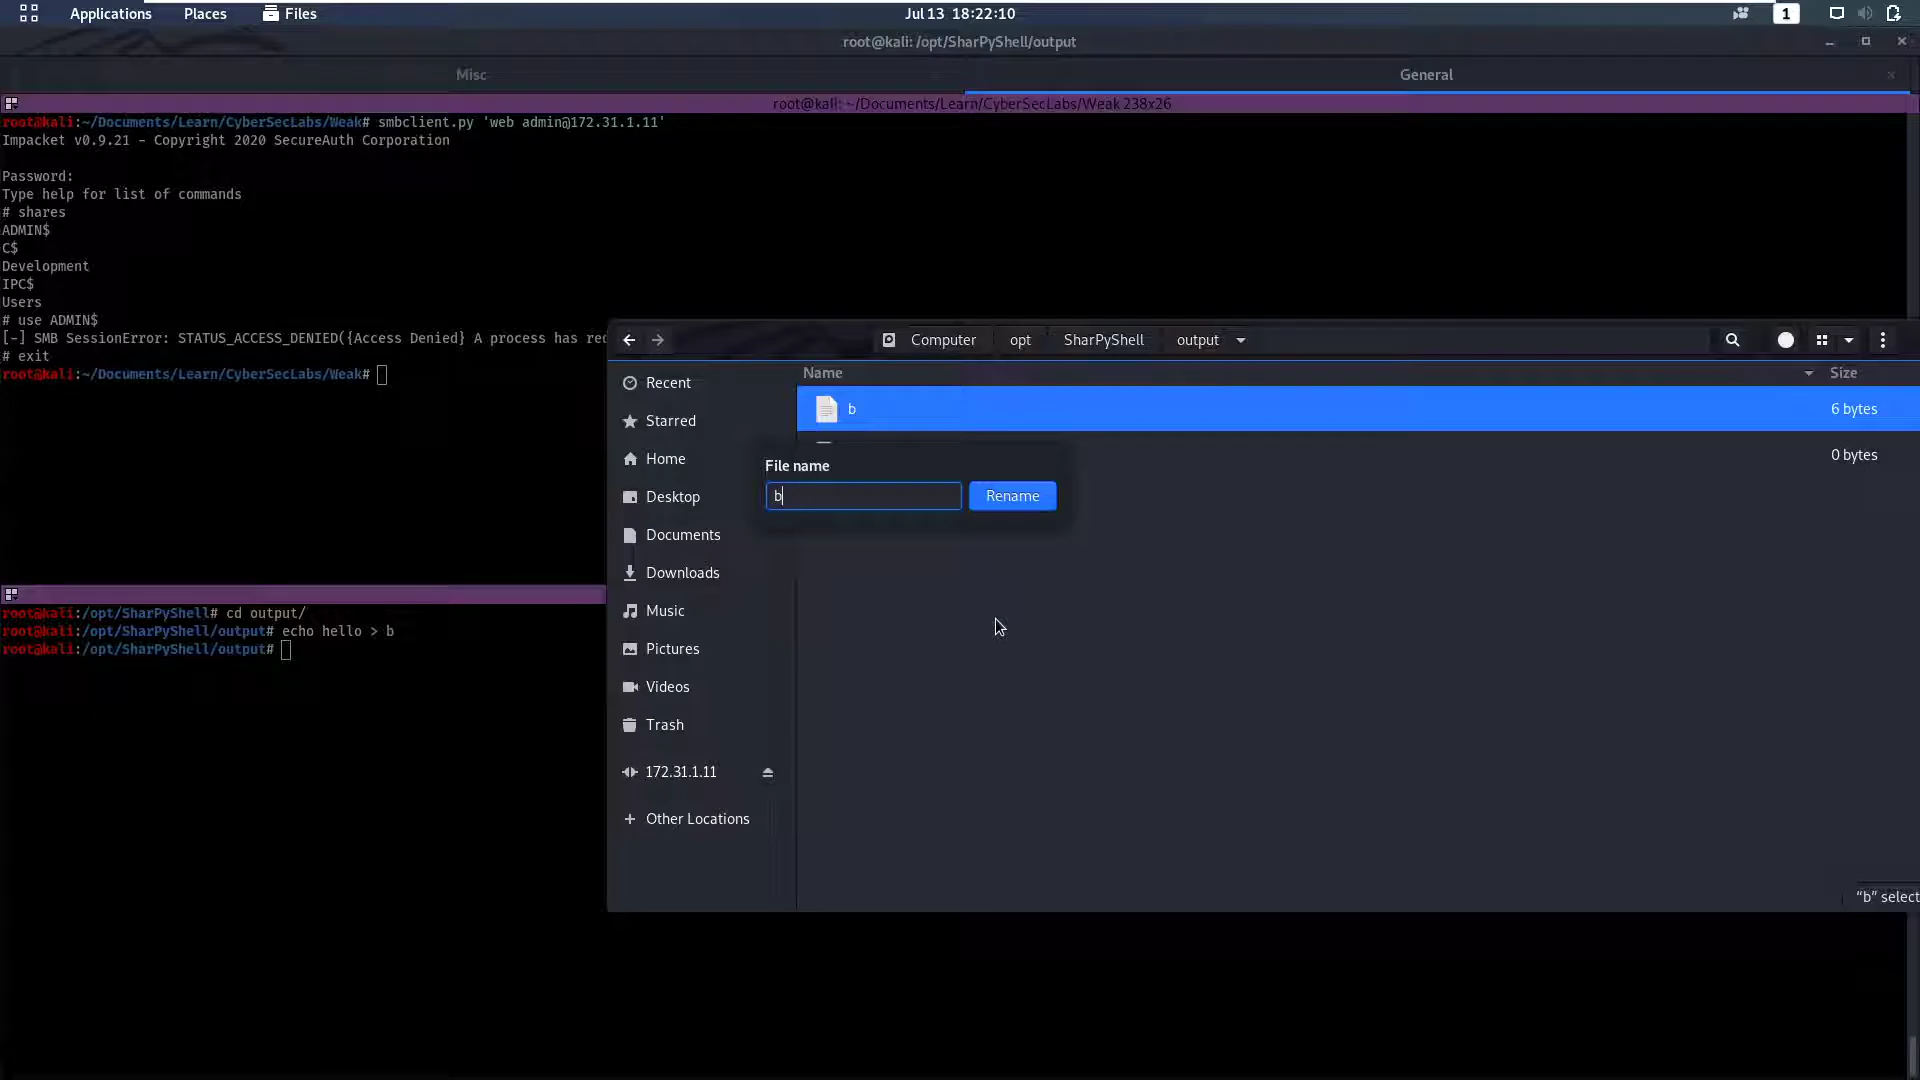 Applications Places Files Jul 13 18:22:10 1
root@kali: /opt/SharPyShell/output
Misc General
root@kali: ~/Documents/Learn/CyberSecLabs/Weak 238x26
root@kali:~/Documents/Learn/CyberSecLabs/Weak# smbclient.py 'web admin@172.31.1.11'
Impacket v0.9.21 - Copyright 2020 SecureAuth Corporation
Password:
Type help for list of commands
# shares
ADMIN$
C$
Development
IPC$
Users
# use ADMIN$
[-] SMB SessionError: STATUS_ACCESS_DENIED({Access Denied} A process has rec
# exit
root@kali:~/Documents/Learn/CyberSecLabs/Weak#
root@kali:/opt/SharPyShell# cd output/
root@kali:/opt/SharPyShell/output# echo hello > b
root@kali:/opt/SharPyShell/output#
Computer opt SharPyShell output
Recent
Starred
Home
Desktop
Documents
Downloads
Music
Pictures
Videos
Trash
172.31.1.11
+ Other Locations
Name Size
b 6 bytes
0 bytes
File name
b Rename
"b" select